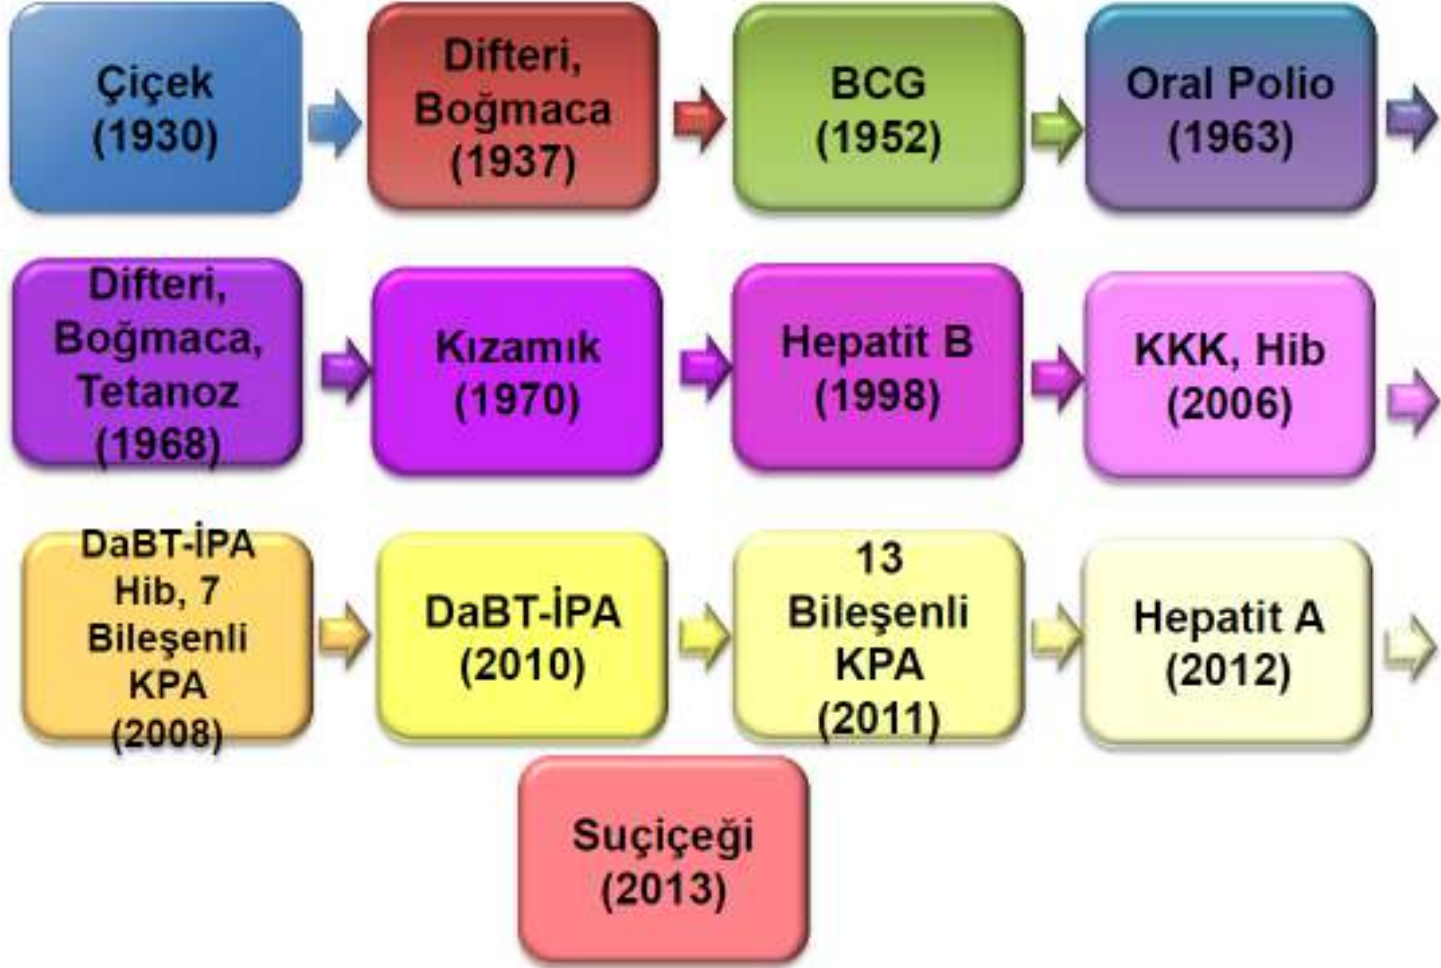 Çiçek
(1930)
Difteri,
Boğmaca
(1937)
BCG
(1952)
Oral Polio
(1963)
Difteri,
Boğmaca,
Tetanoz
(1968)
Kızamık
(1970)
Hepatit B
(1998)
KKK, Hib
(2006)
DaBT-İPA
Hib, 7
Bileşenli
KPA
(2008)
DaBT-İPA
(2010)
13
Bileşenli
KPA
(2011)
Hepatit A
(2012)
Suçiçeği
(2013)